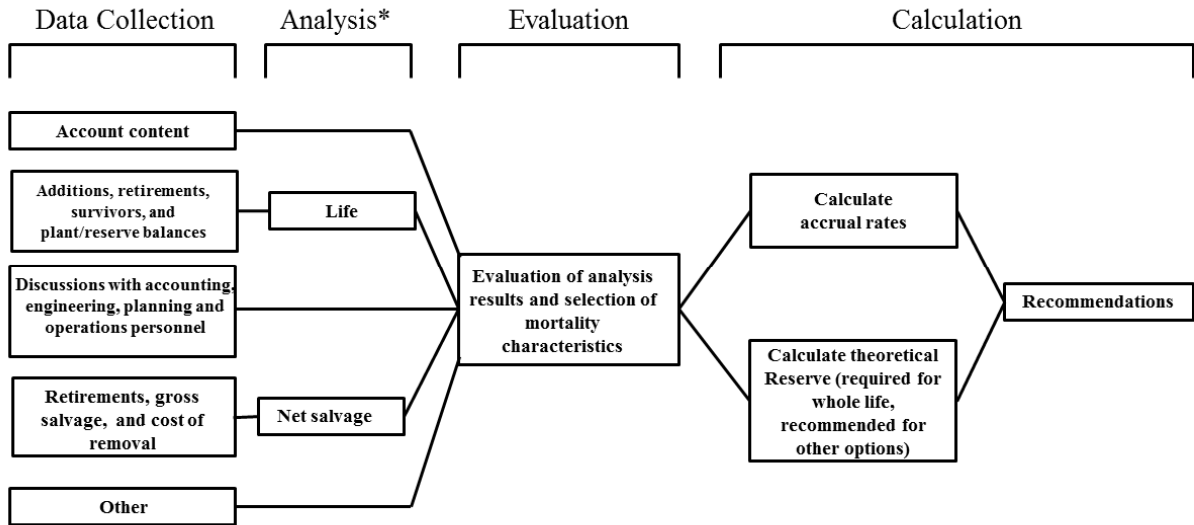 Data Collection
Analysis*
Evaluation
Calculation
Account content
Additions, retirements,
survivors, and
plant/reserve balances
Life
Discussions with accounting,
engineering, planning and
operations personnel
Retirements, gross
salvage, and cost of
removal
Net salvage
Other
Evaluation of analysis
results and selection of
mortality
characteristics
Calculate
accrual rates
Calculate theoretical
Reserve (required for
whole life,
recommended for
other options)
Recommendations